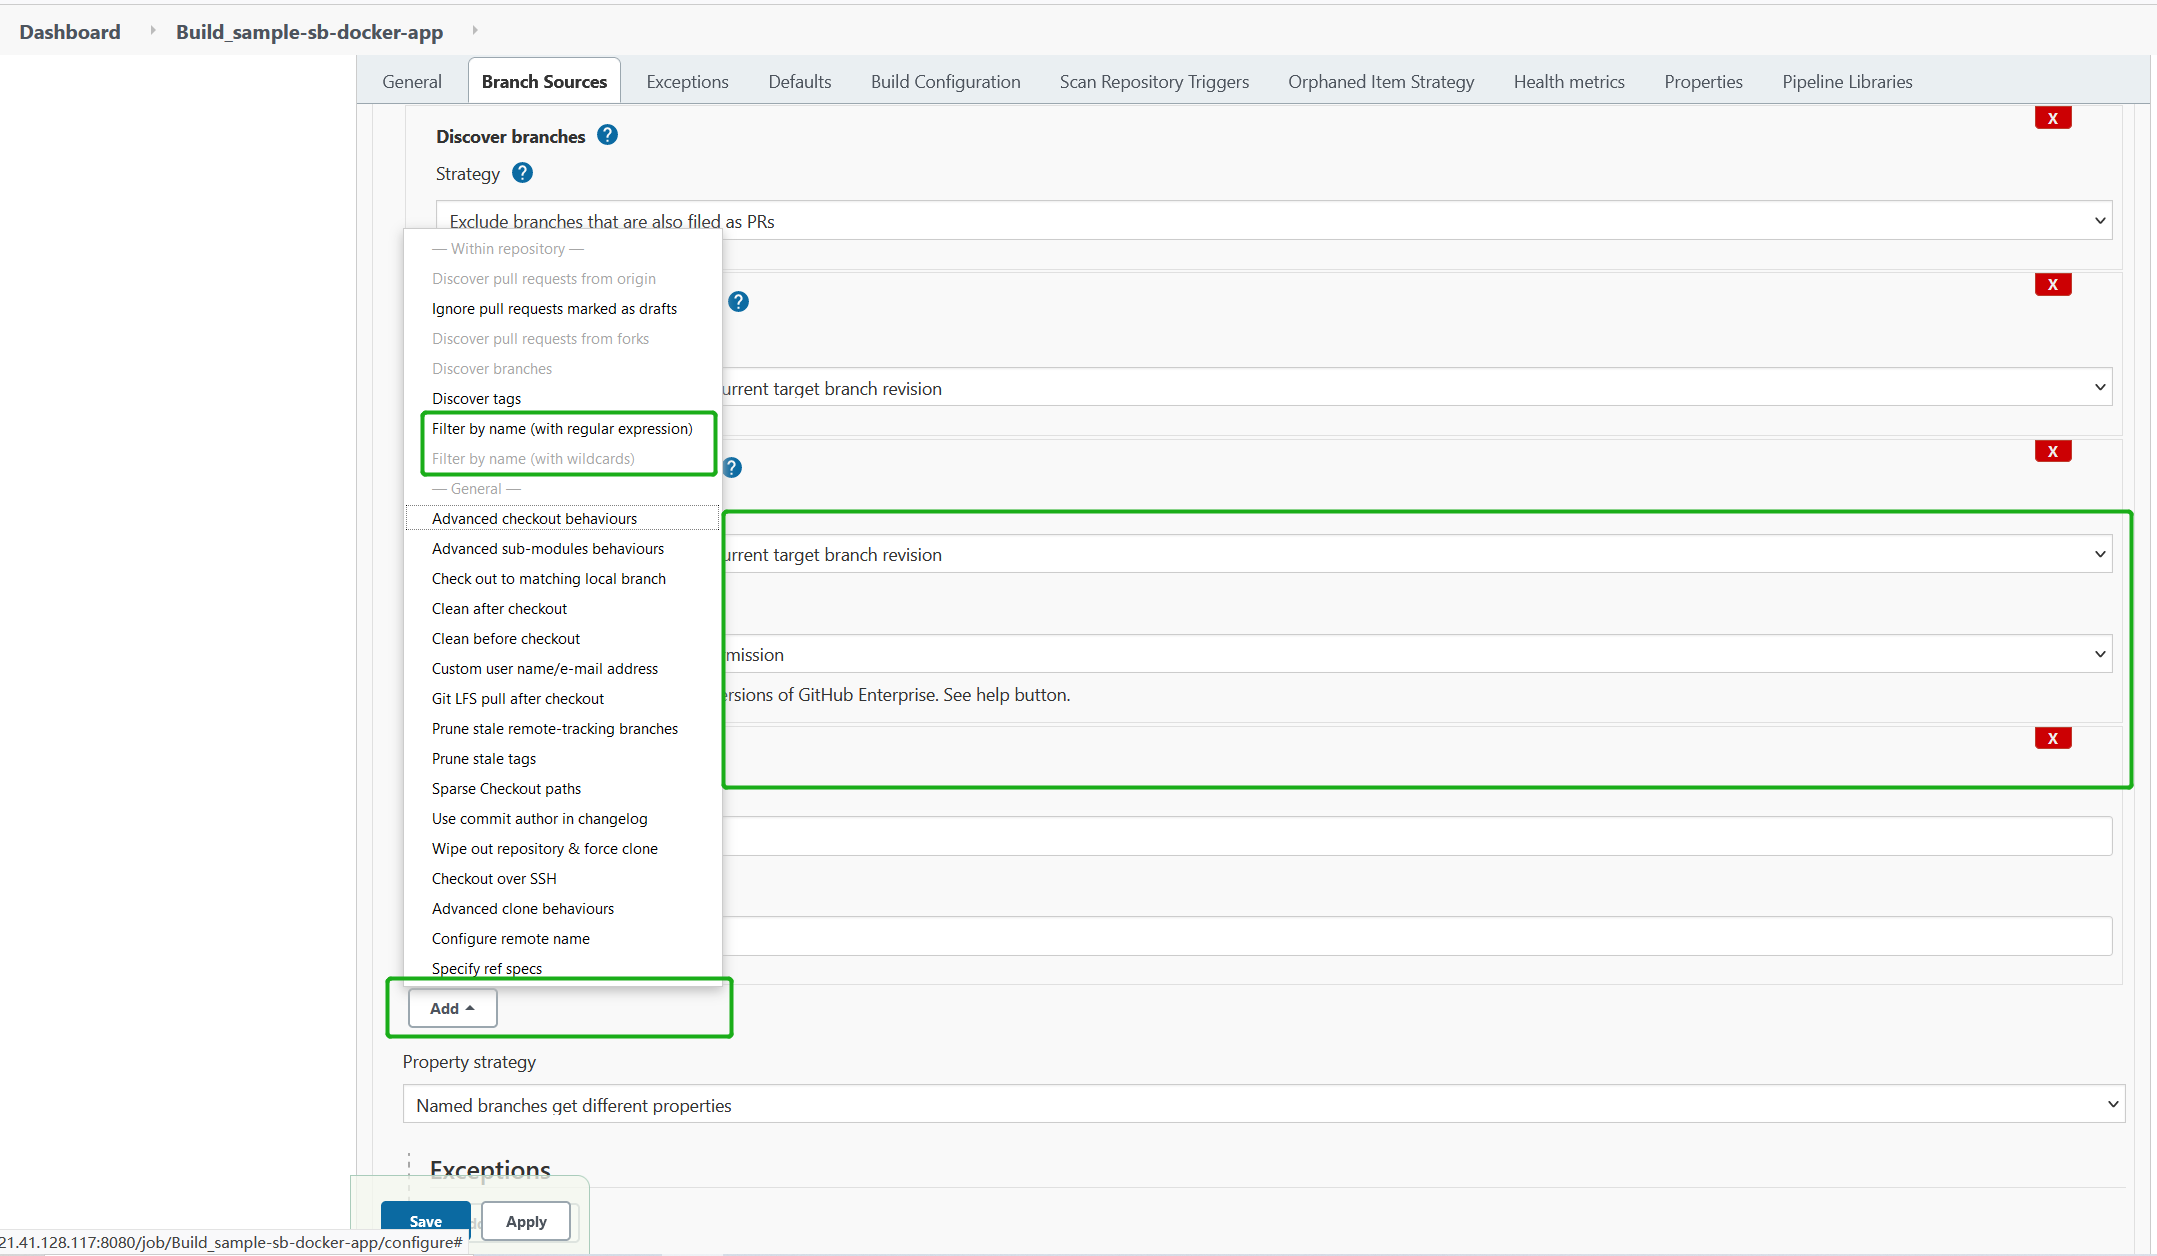 Dashboard
Build_sample-sb-docker-app
General
Branch Sources
Exceptions
Defaults
Build Configuration
Scan Repository Triggers
Orphaned Item Strategy
Health metrics
Properties
Pipeline Libraries
X
Discover branches ?
Strategy ?
Exclude branches that are also filed as PRs
— Within repository —
Discover pull requests from origin
X
Ignore pull requests marked as drafts
?
Discover pull requests from forks
Discover branches
urrent target branch revision
Discover tags
Filter by name (with regular expression)
X
Filter by name (with wildcards)
?
— General —
Advanced checkout behaviours
Advanced sub-modules behaviours
urrent target branch revision
Check out to matching local branch
Clean after checkout
Clean before checkout
mission
Custom user name/e-mail address
Git LFS pull after checkout
ersions of GitHub Enterprise. See help button.
Prune stale remote-tracking branches
X
Prune stale tags
Sparse Checkout paths
Use commit author in changelog
Wipe out repository & force clone
Checkout over SSH
Advanced clone behaviours
Configure remote name
Specify ref specs
Add
Property strategy
Named branches get different properties
Exceptions
Save
Apply
21.41.128.117:8080/job/Build_sample-sb-docker-app/configure#